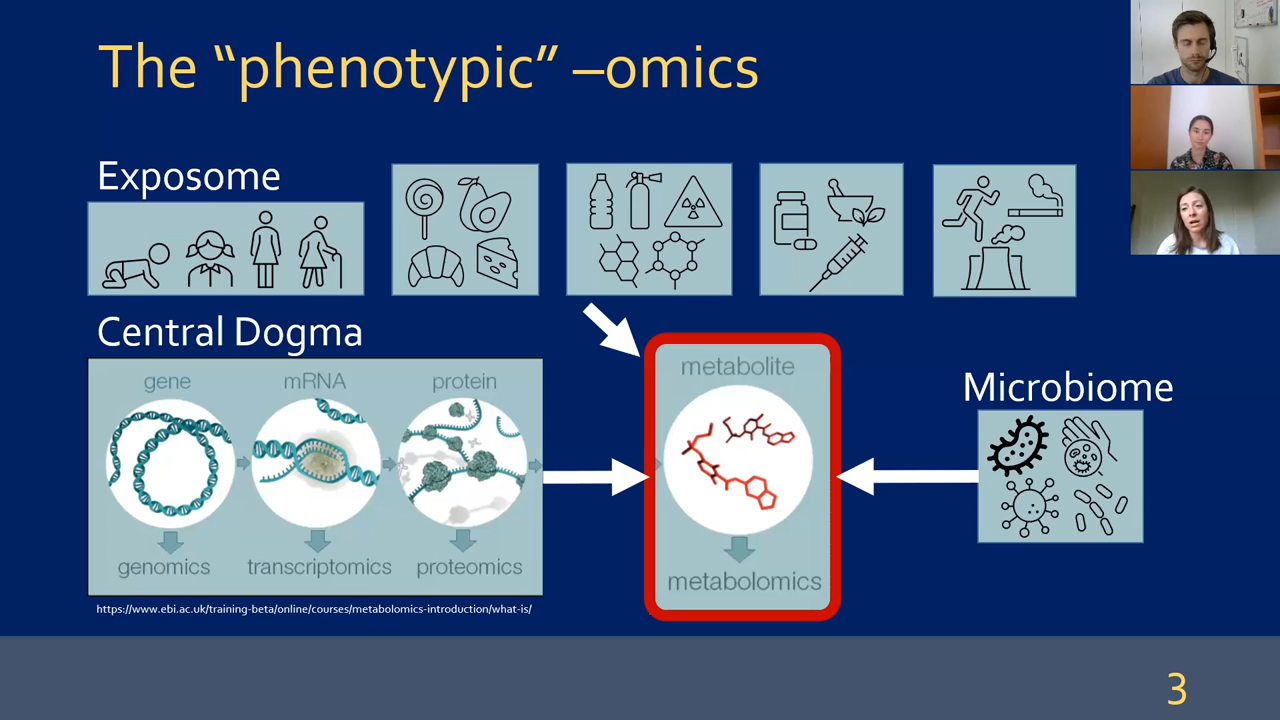 The “phenotypic” –omics
Exposome
Central Dogma
gene
mRNA
protein
metabolite
Microbiome
genomics
transcriptomics
proteomics
metabolomics
https://www.ebi.ac.uk/training-beta/online/courses/metabolomics-introduction/what-is/
3